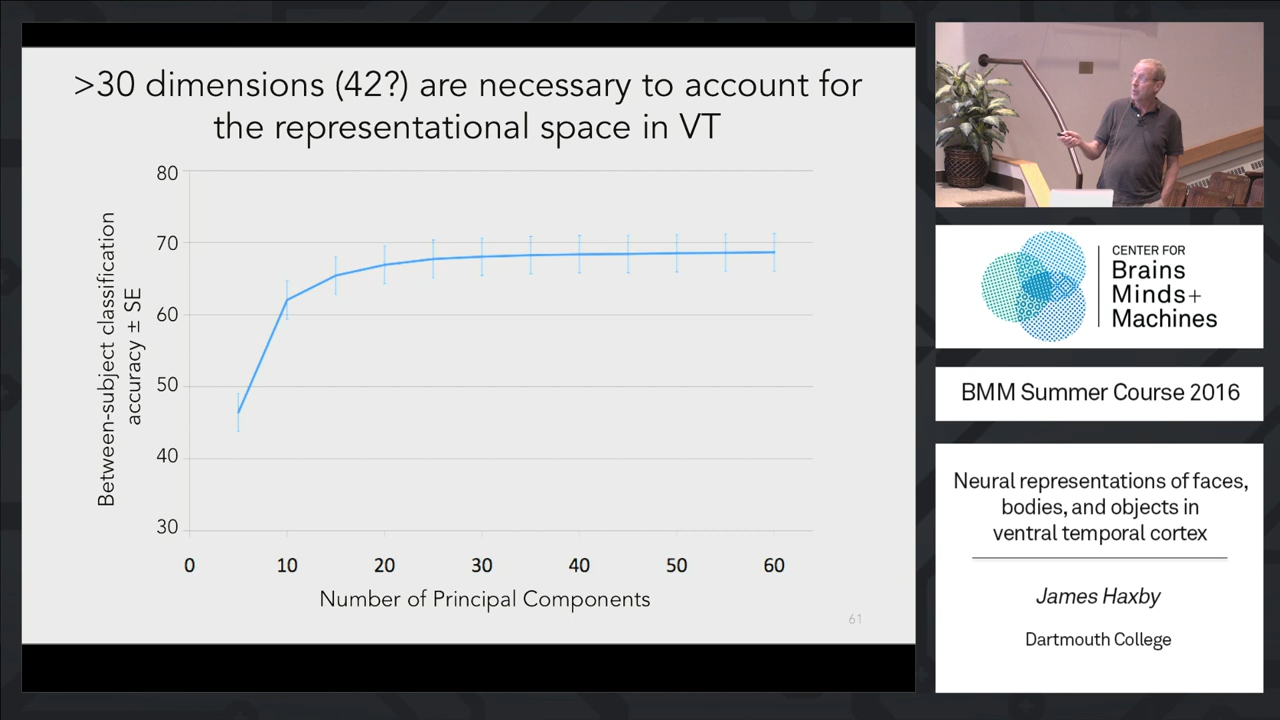 >30 dimensions (42?) are necessary to account for
the representational space in VT
80
70
60
50
40
30
Between-subject classification
accuracy ± SE
0 10 20 30 40 50 60
Number of Principal Components
61
CENTER FOR
Brains
Minds+
Machines
BMM Summer Course 2016
Neural representations of faces,
bodies, and objects in
ventral temporal cortex
James Haxby
Dartmouth College